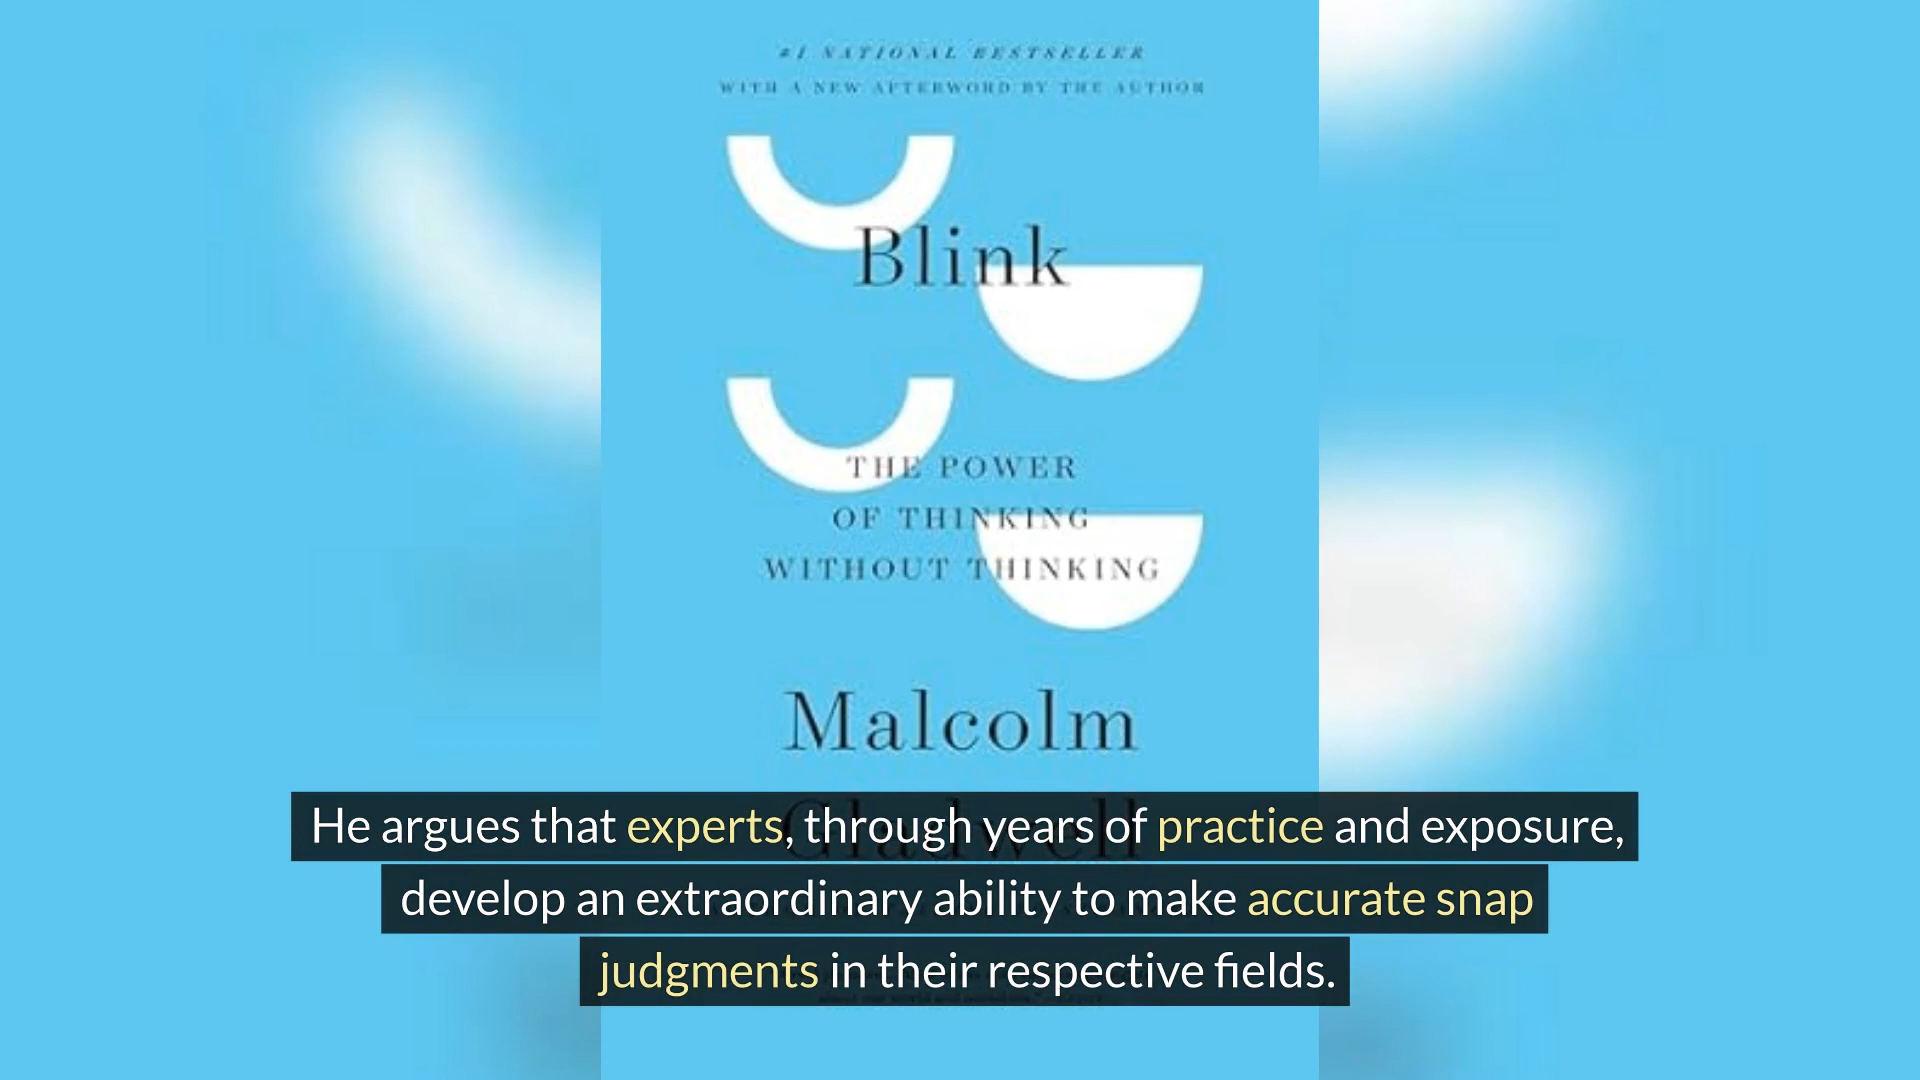 #1 NATIONAL BESTSELLER
WITH A NEW AFTERWORD BY THE AUTHOR
Blink
THE POWER
OF THINKING
WITHOUT THINKING
Malcolm
Gladwell
He argues that experts, through years of practice and exposure,
develop an extraordinary ability to make accurate snap
judgments in their respective fields.